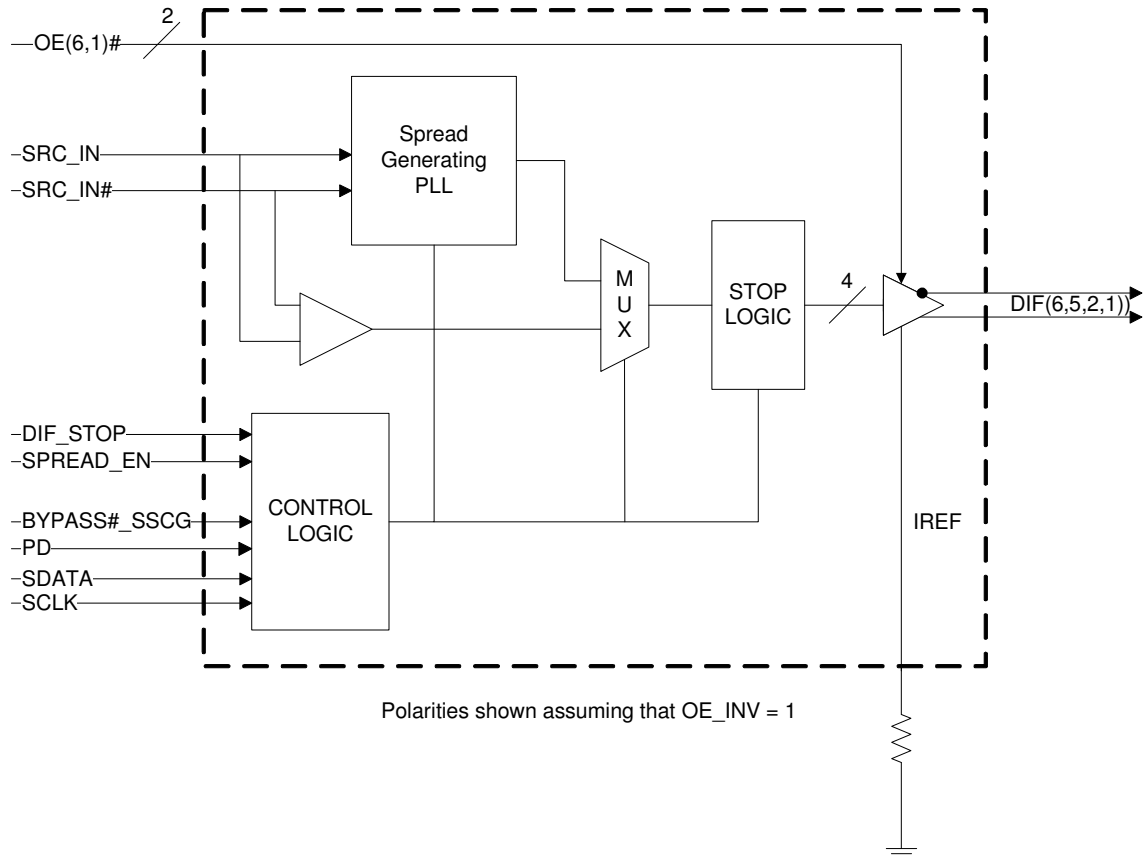 2
OE(6,1)#
Spread
Generating
PLL
SRC_IN
SRC_IN#
M
U
X
STOP
LOGIC
4
DIF(6,5,2,1))
DIF_STOP
SPREAD_EN
BYPASS#_SSCG
PD
SDATA
SCLK
CONTROL
LOGIC
IREF
Polarities shown assuming that OE_INV = 1